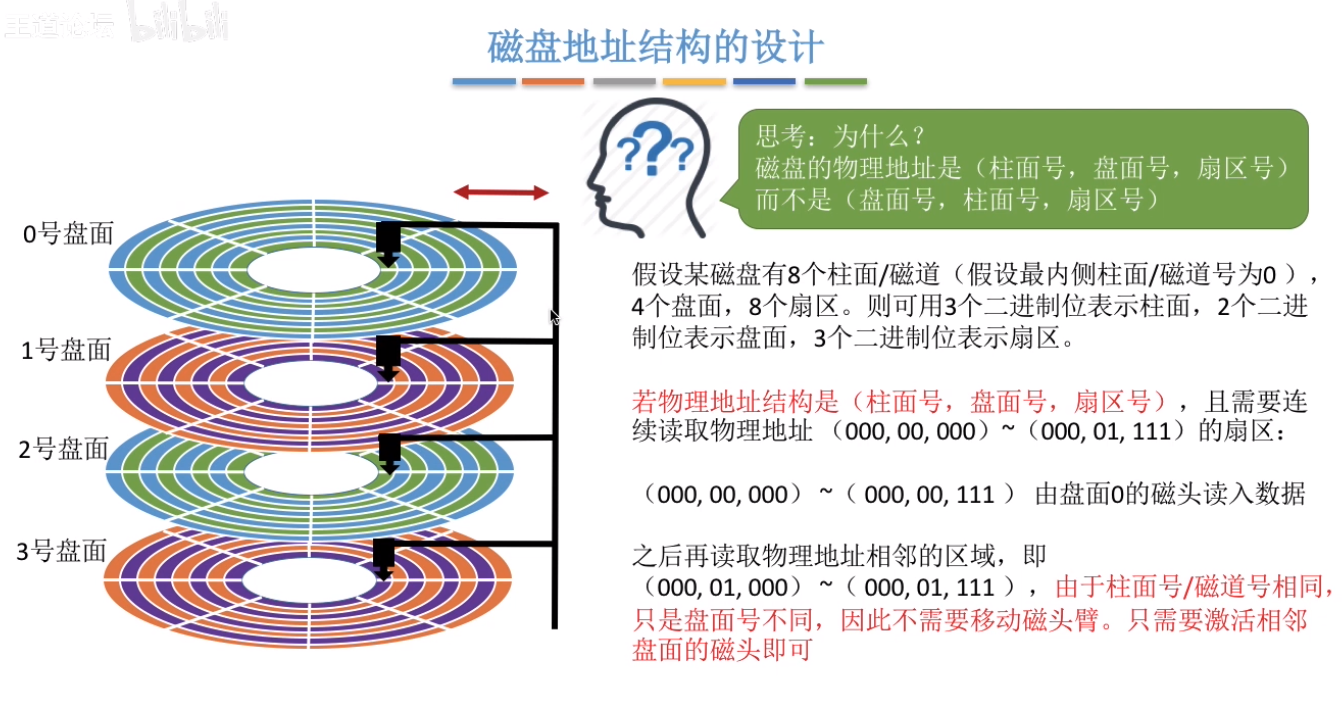 王道论坛 bilibili
磁盘地址结构的设计
???
思考：为什么？
磁盘的物理地址是（柱面号，盘面号，扇区号）
而不是（盘面号，柱面号，扇区号）
0号盘面
1号盘面
2号盘面
3号盘面
假设某磁盘有8个柱面/磁道（假设最内侧柱面/磁道号为0 ），
4个盘面，8个扇区。则可用3个二进制位表示柱面，2个二进
制位表示盘面，3个二进制位表示扇区。
若物理地址结构是（柱面号，盘面号，扇区号），且需要连
续读取物理地址 （000, 00, 000）~（000, 01, 111）的扇区：
（000, 00, 000） ~（ 000, 00, 111 ） 由盘面0的磁头读入数据
之后再读取物理地址相邻的区域，即
（000, 01, 000） ~（ 000, 01, 111 ），由于柱面号/磁道号相同，
只是盘面号不同，因此不需要移动磁头臂。只需要激活相邻
盘面的磁头即可